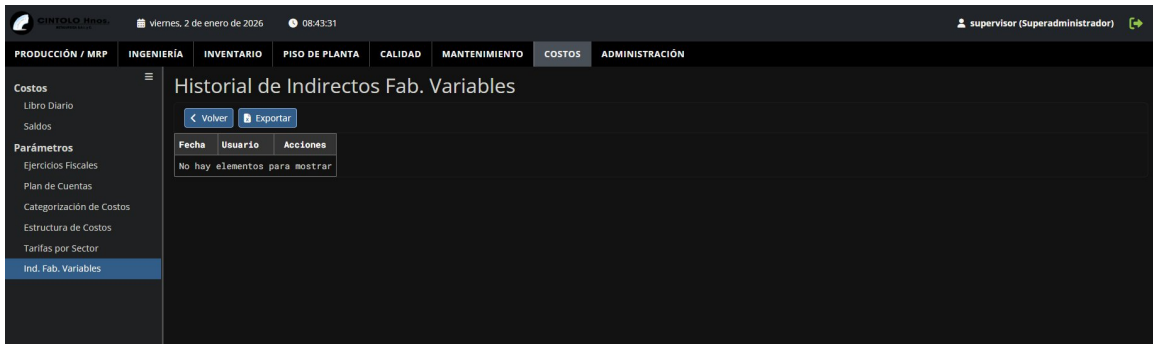 CINTOLO Hnos.
viernes, 2 de enero de 2026
08:43:31
supervisor (Superadministrador)
PRODUCCIÓN / MRP INGENIERÍA INVENTARIO PISO DE PLANTA CALIDAD MANTENIMIENTO COSTOS ADMINISTRACIÓN
Costos
Libro Diario
Saldos
Parámetros
Ejercicios Fiscales
Plan de Cuentas
Categorización de Costos
Estructura de Costos
Tarifas por Sector
Ind. Fab. Variables
Historial de Indirectos Fab. Variables
Volver Exportar
Fecha Usuario Acciones
No hay elementos para mostrar